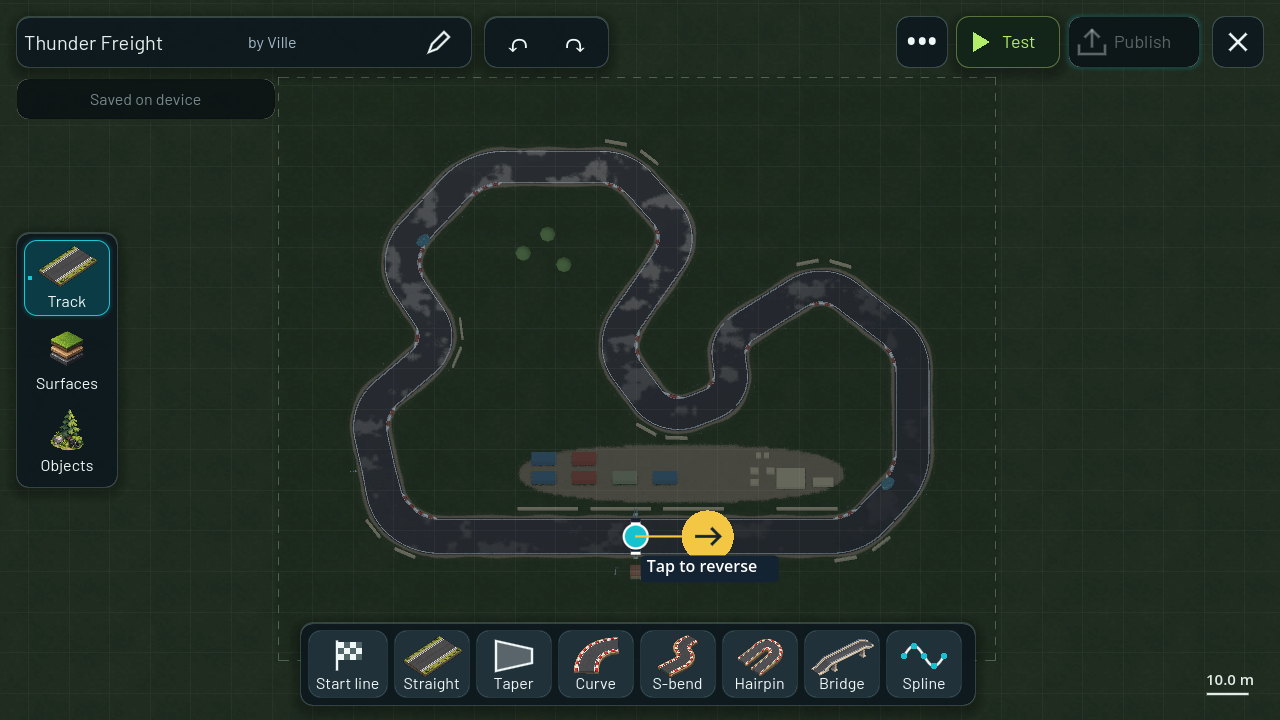 Thunder Freight
by Ville
Test
Publish
Saved on device
Track
Surfaces
Objects
Tap to reverse
Start line
Straight
Taper
Curve
S-bend
Hairpin
Bridge
Spline
10.0 m